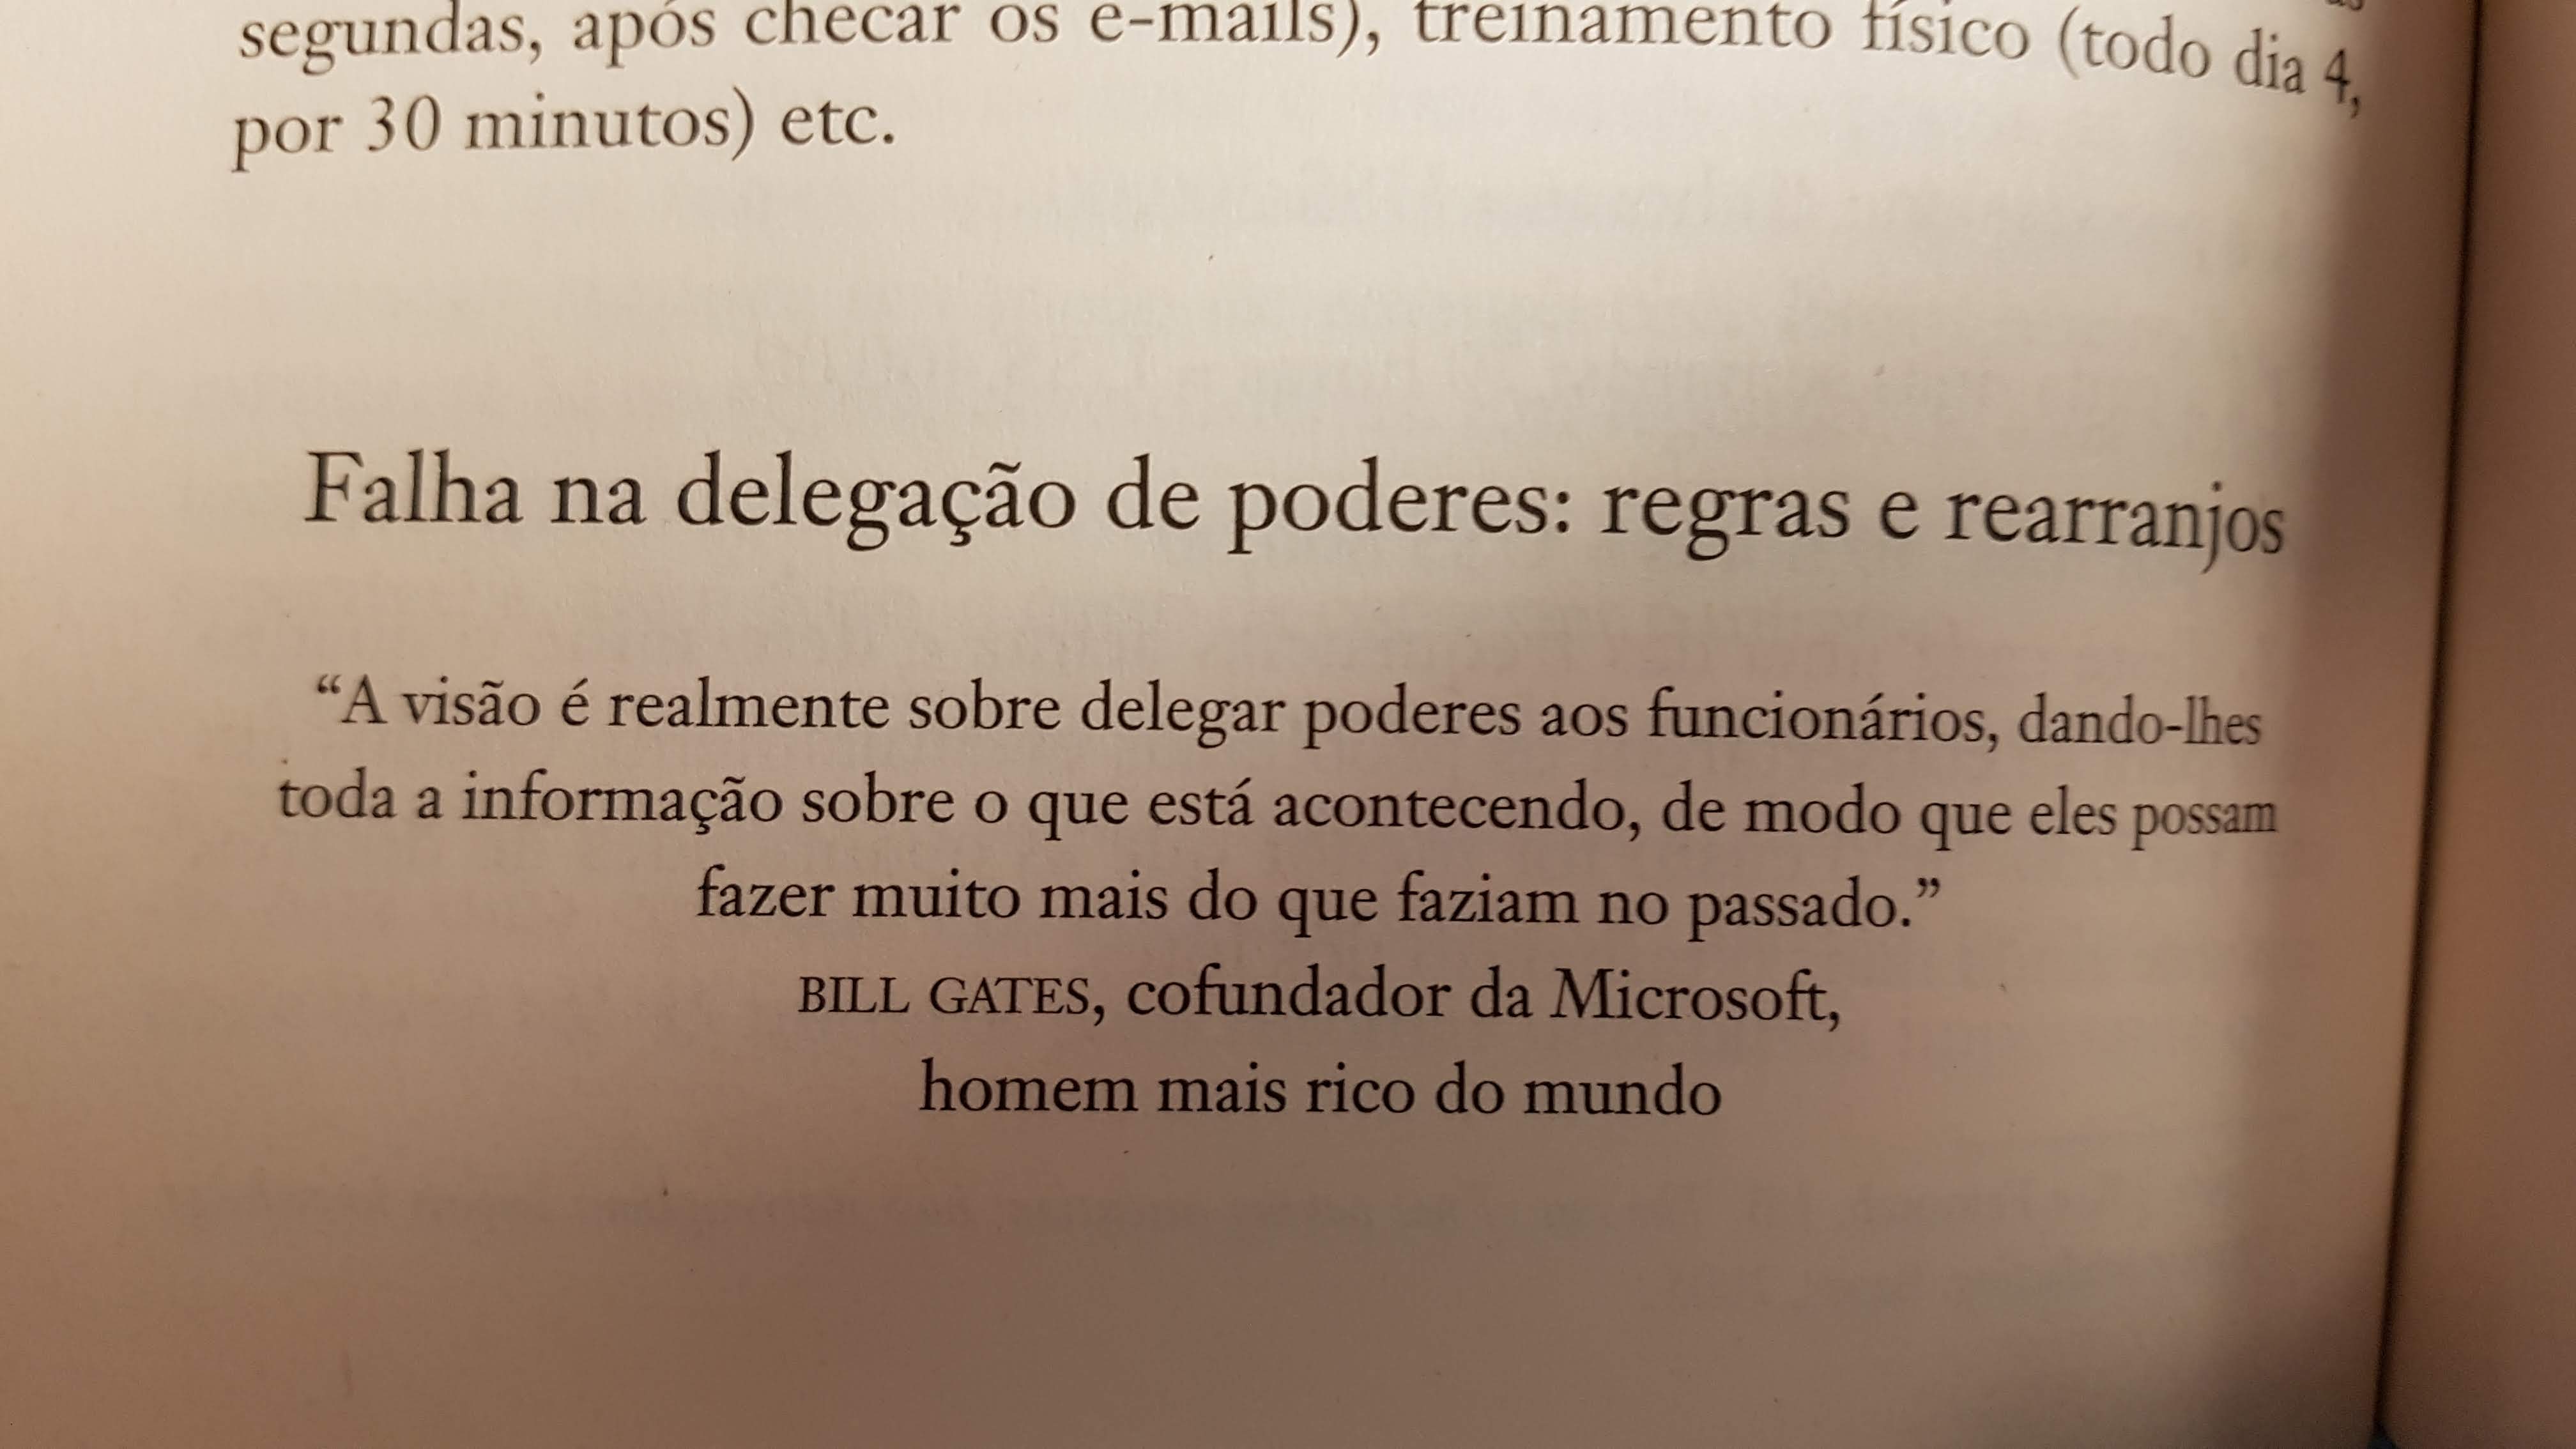 segundas, após checar os e-mails), treinamento físico (todo dia 4,
por 30 minutos) etc.
Falha na delegação de poderes: regras e rearranjos
“A visão é realmente sobre delegar poderes aos funcionários, dando-lhes
toda a informação sobre o que está acontecendo, de modo que eles possam
fazer muito mais do que faziam no passado.”
BILL GATES, cofundador da Microsoft,
homem mais rico do mundo